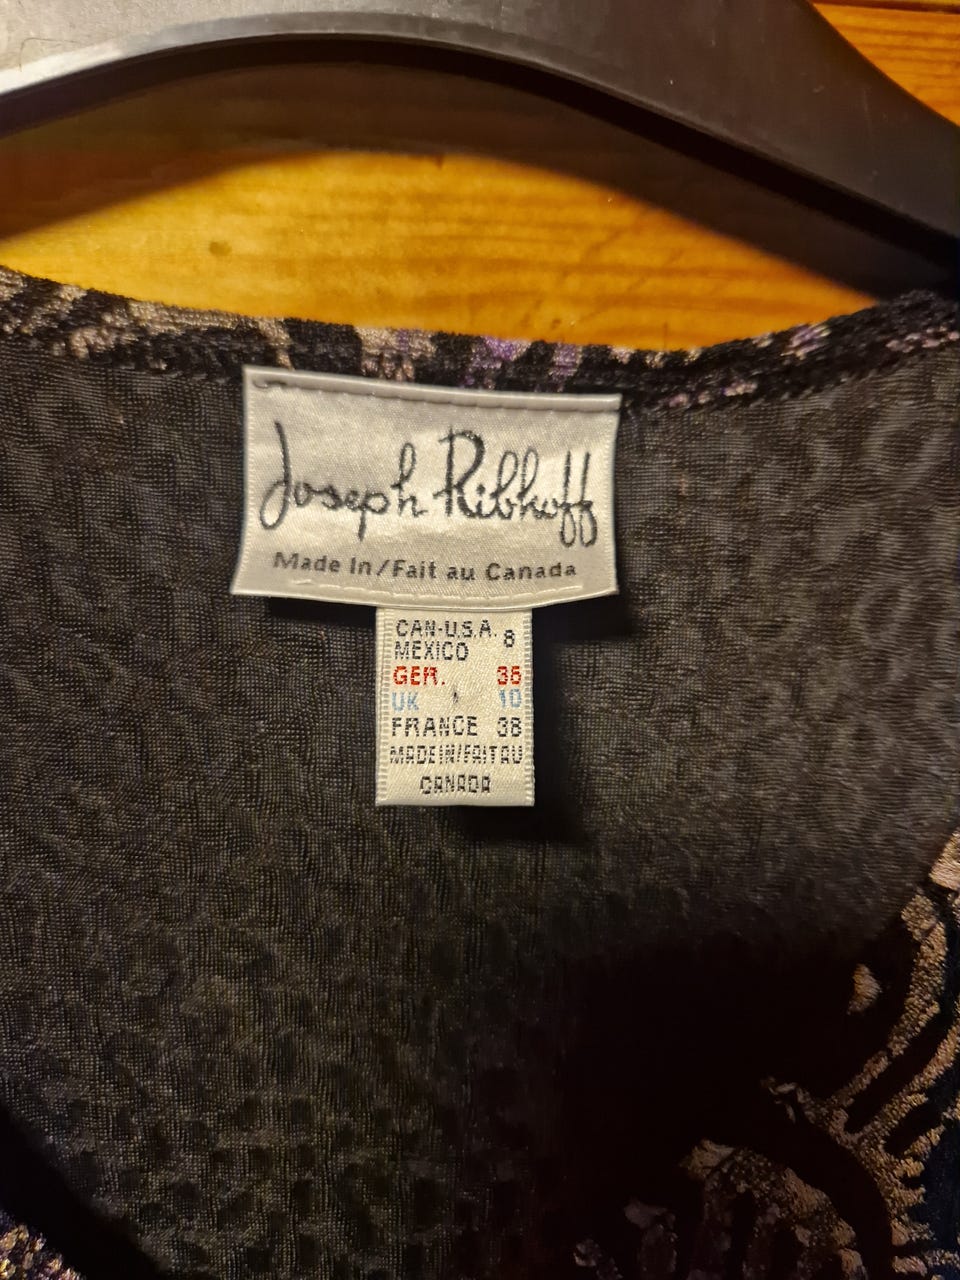 Joseph Ribkoff
Made In/Fait au Canada
CAN-U.S.A. 8
MEXICO
GER. 36
UK 10
FRANCE 38
MADE IN/FAIT AU
CANADA